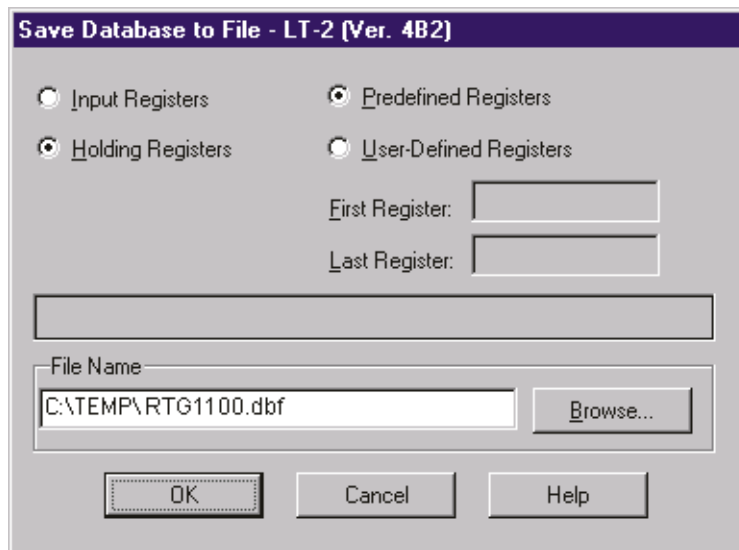 Save Database to File - LT-2 (Ver. 4B2)
Input Registers
Predefined Registers
Holding Registers
User-Defined Registers
First Register:
Last Register:
File Name
C:\TEMP\RTG1100.dbf
Browse...
OK
Cancel
Help